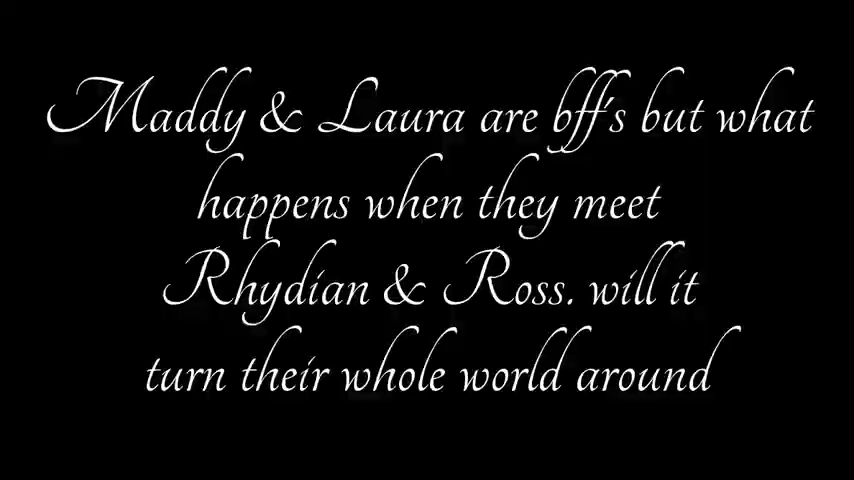 Maddy & Laura are bff's but what
happens when they meet
Rhydian & Ross. will it
turn their whole world around